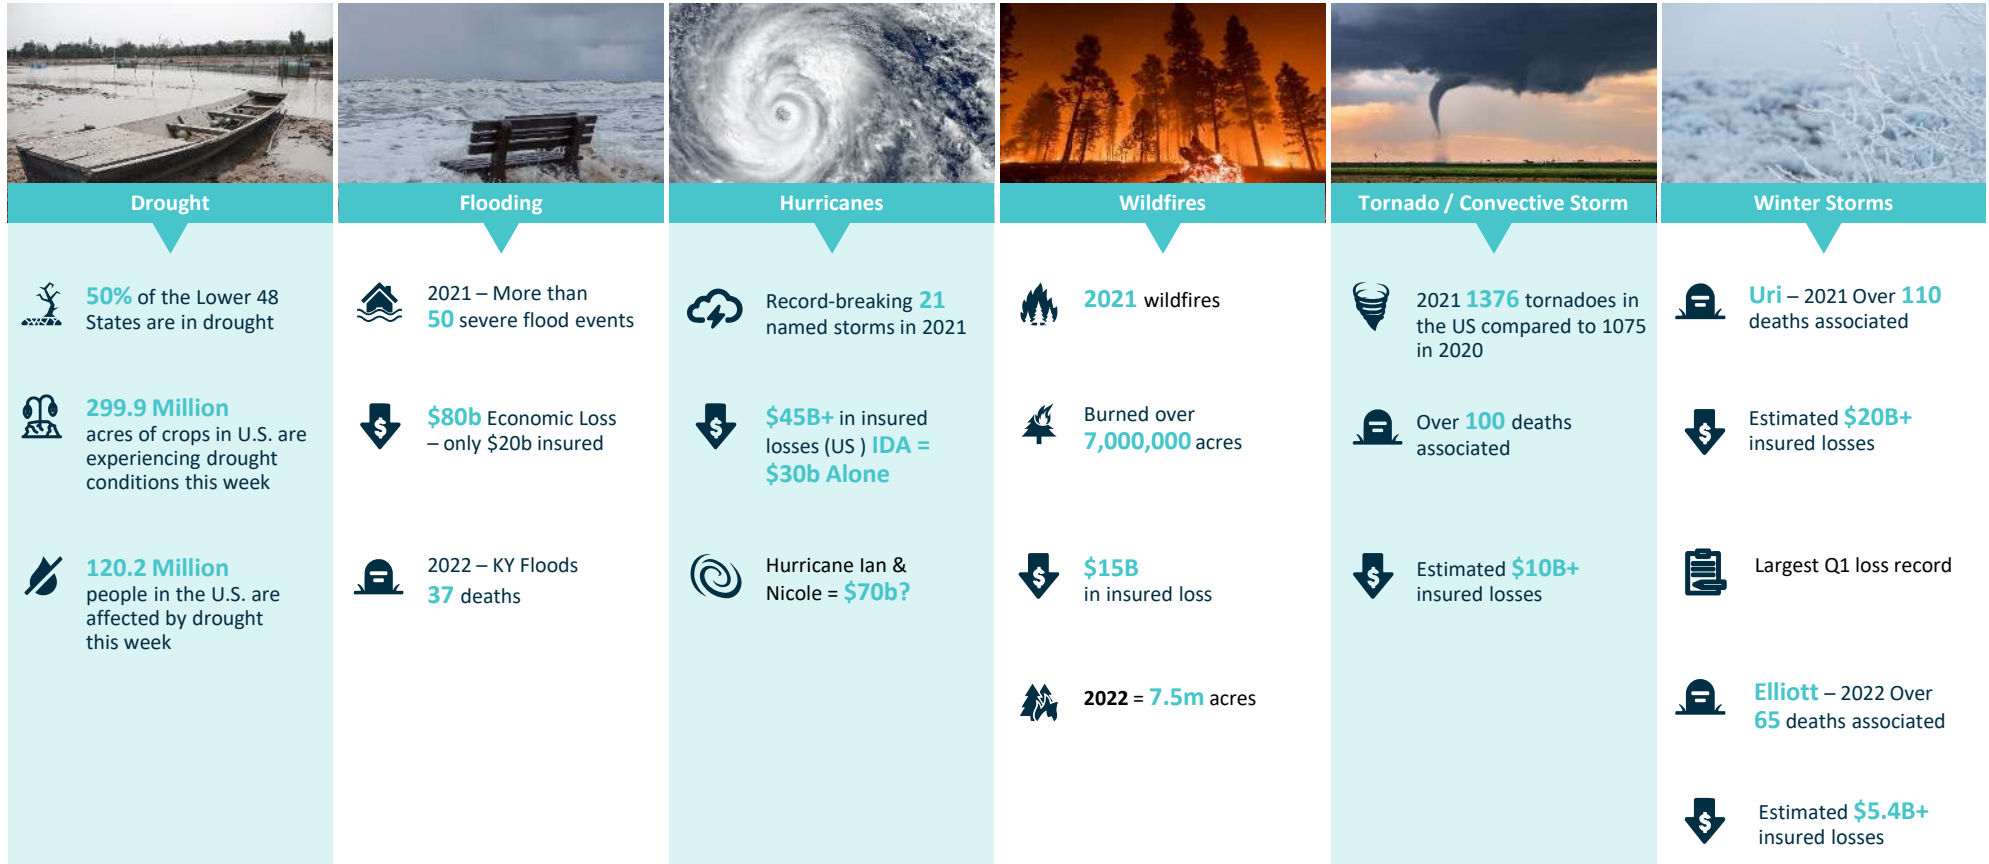 Drought
50% of the Lower 48
States are in drought
299.9 Million
acres of crops in U.S. are
experiencing drought
conditions this week
120.2 Million
people in the U.S. are
affected by drought
this week
Flooding
2021 – More than
50 severe flood events
$80b Economic Loss
– only $20b insured
2022 – KY Floods
37 deaths
Hurricanes
Record-breaking 21
named storms in 2021
$45B+ in insured
losses (US ) IDA =
$30b Alone
Hurricane Ian &
Nicole = $70b?
Wildfires
2021 wildfires
Burned over
7,000,000 acres
$15B
in insured loss
2022 = 7.5m acres
Tornado / Convective Storm
2021 1376 tornadoes in
the US compared to 1075
in 2020
Over 100 deaths
associated
Estimated $10B+
insured losses
Winter Storms
Uri – 2021 Over 110
deaths associated
Estimated $20B+
insured losses
Largest Q1 loss record
Elliott – 2022 Over
65 deaths associated
Estimated $5.4B+
insured losses